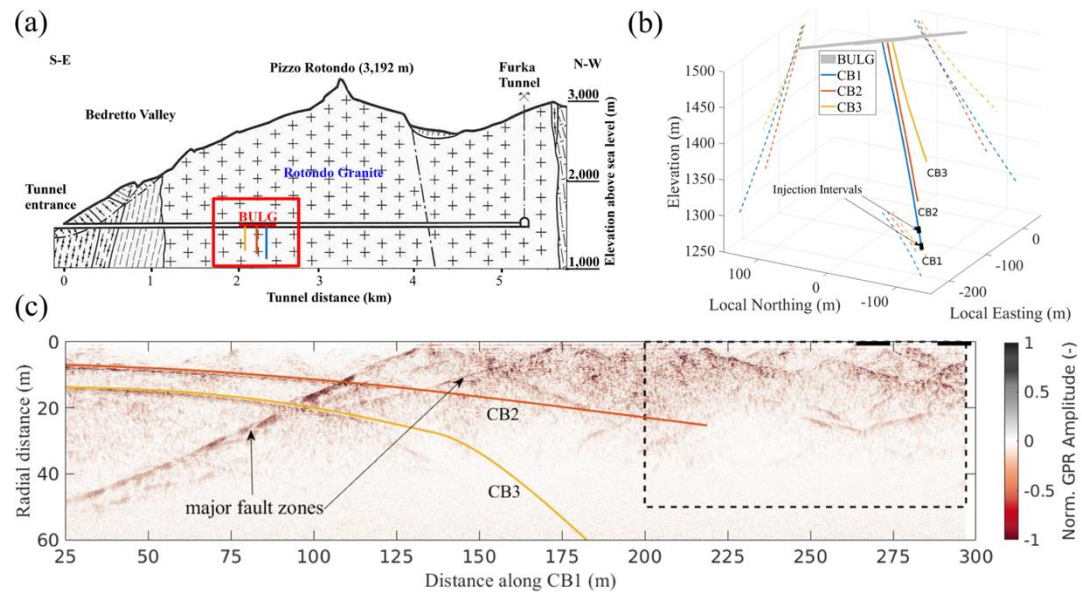 (a)
S-E
Pizzo Rotondo (3,192 m)
Furka
Tunnel
N-W
Bedretto Valley
3,000
Rotondo Granite
2,000
Tunnel
entrance
BULG
1,000
Elevation above sea level (m)
0 1 2 3 4 5
Tunnel distance (km)
(b)
BULG
CB1
CB2
CB3
1500
1450
1400
1350
1300
1250
Elevation (m)
CB3
Injection Intervals
CB2
CB1
100 0 -100
Local Northing (m)
0
-100
-200
Local Easting (m)
(c)
0
20
40
60
Radial distance (m)
CB2
CB3
major fault zones
25 50 75 100 125 150 175 200 225 250 275 300
Distance along CB1 (m)
1
0.5
0
-0.5
-1
Norm. GPR Amplitude (-)